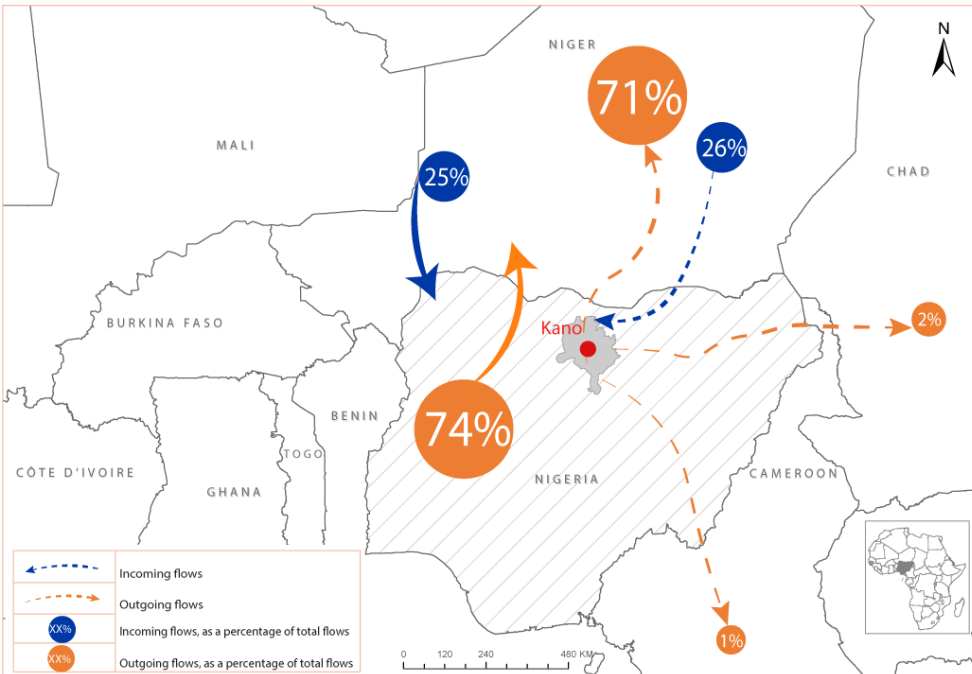 N
NIGER
71%
MALI
26%
CHAD
25%
BURKINA FASO
Kano
2%
74%
BENIN
TOGO
CÔTE D'IVOIRE
GHANA
NIGERIA
CAMEROON
Incoming flows
Outgoing flows
XX% Incoming flows, as a percentage of total flows
XX% Outgoing flows, as a percentage of total flows
0 120 240 480 KM
1%